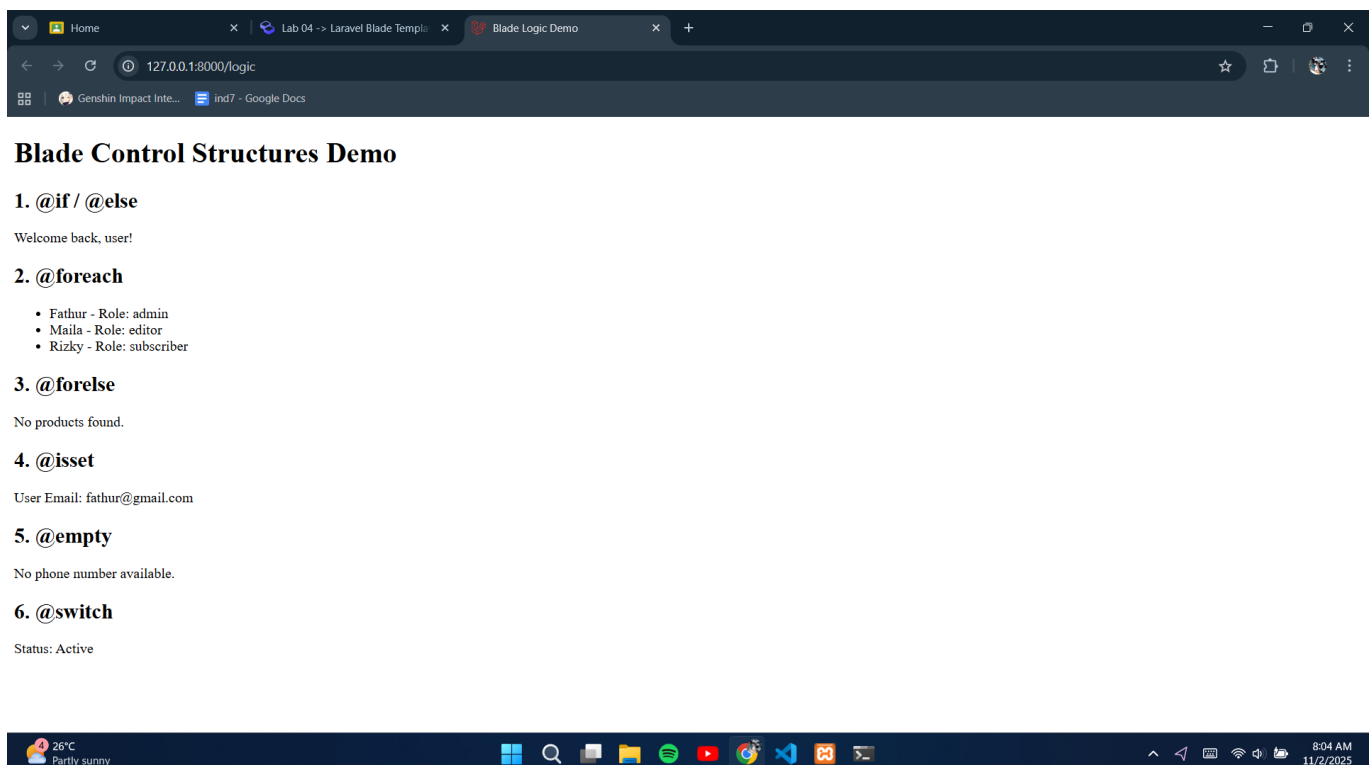 Home
Lab 04 -> Laravel Blade Templa
Blade Logic Demo
127.0.0.1:8000/logic
Genshin Impact Inte...
ind7 - Google Docs
Blade Control Structures Demo
1. @if / @else
Welcome back, user!
2. @foreach
• Fathur - Role: admin
• Maila - Role: editor
• Rizky - Role: subscriber
3. @forelse
No products found.
4. @isset
User Email: fathur@gmail.com
5. @empty
No phone number available.
6. @switch
Status: Active
4
26°C
Partly sunny
8:04 AM
11/2/2025